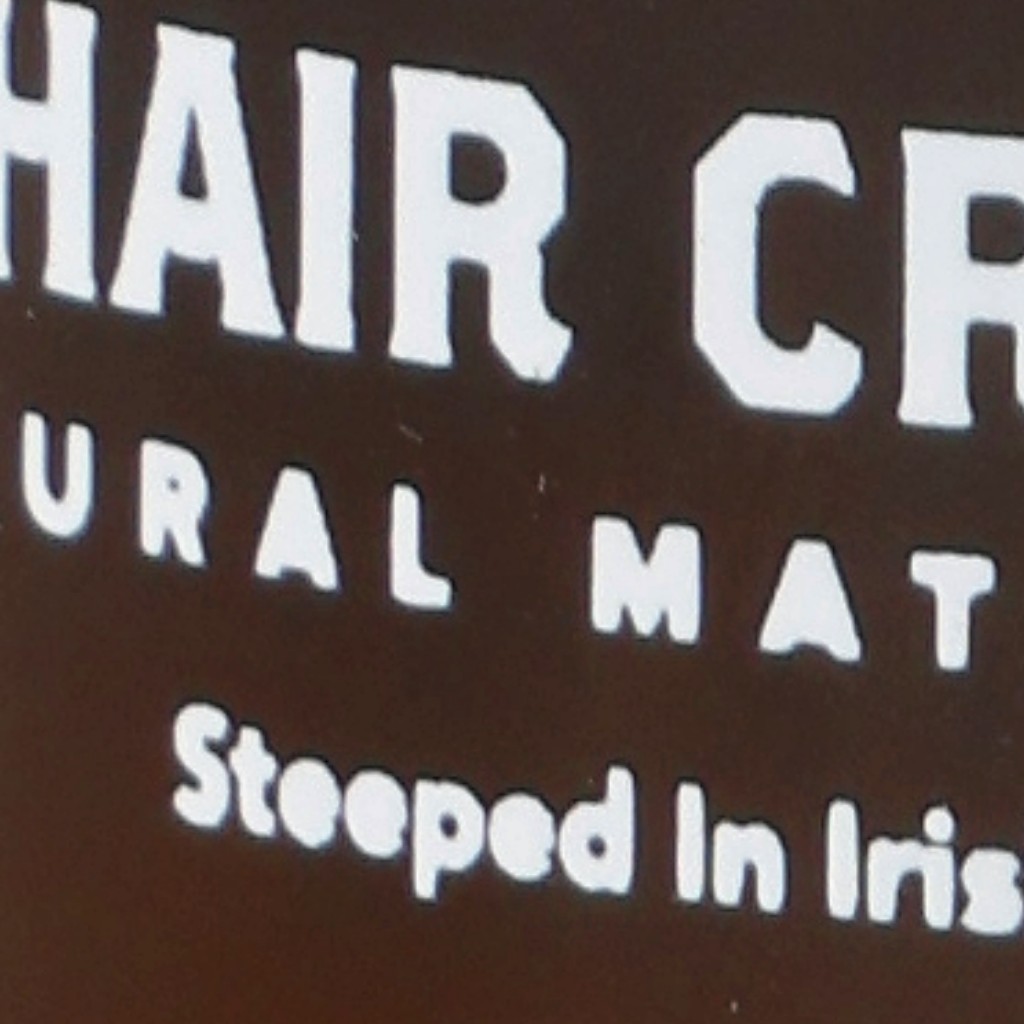 HAIR CR
URAL MAT
Steeped In Iris